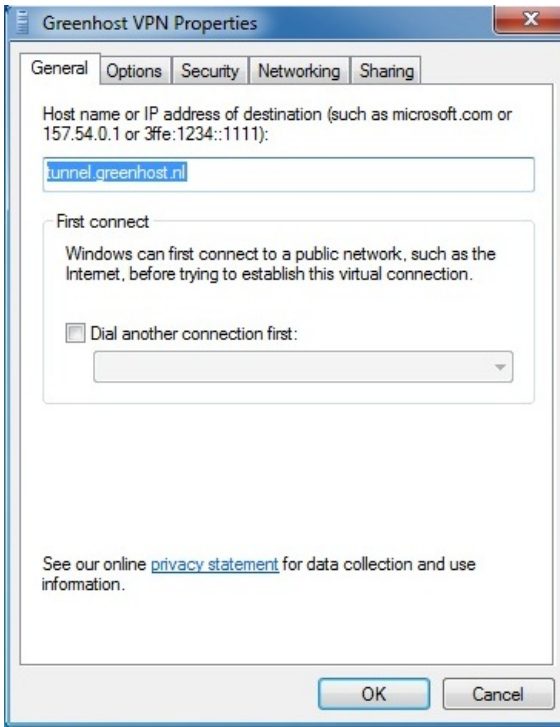 Greenhost VPN Properties
General Options Security Networking Sharing
Host name or IP address of destination (such as microsoft.com or
157.54.0.1 or 3ffe:1234::1111):
tunnel.greenhost.nl
First connect
Windows can first connect to a public network, such as the
Internet, before trying to establish this virtual connection.
Dial another connection first:
See our online privacy statement for data collection and use
information.
OK Cancel